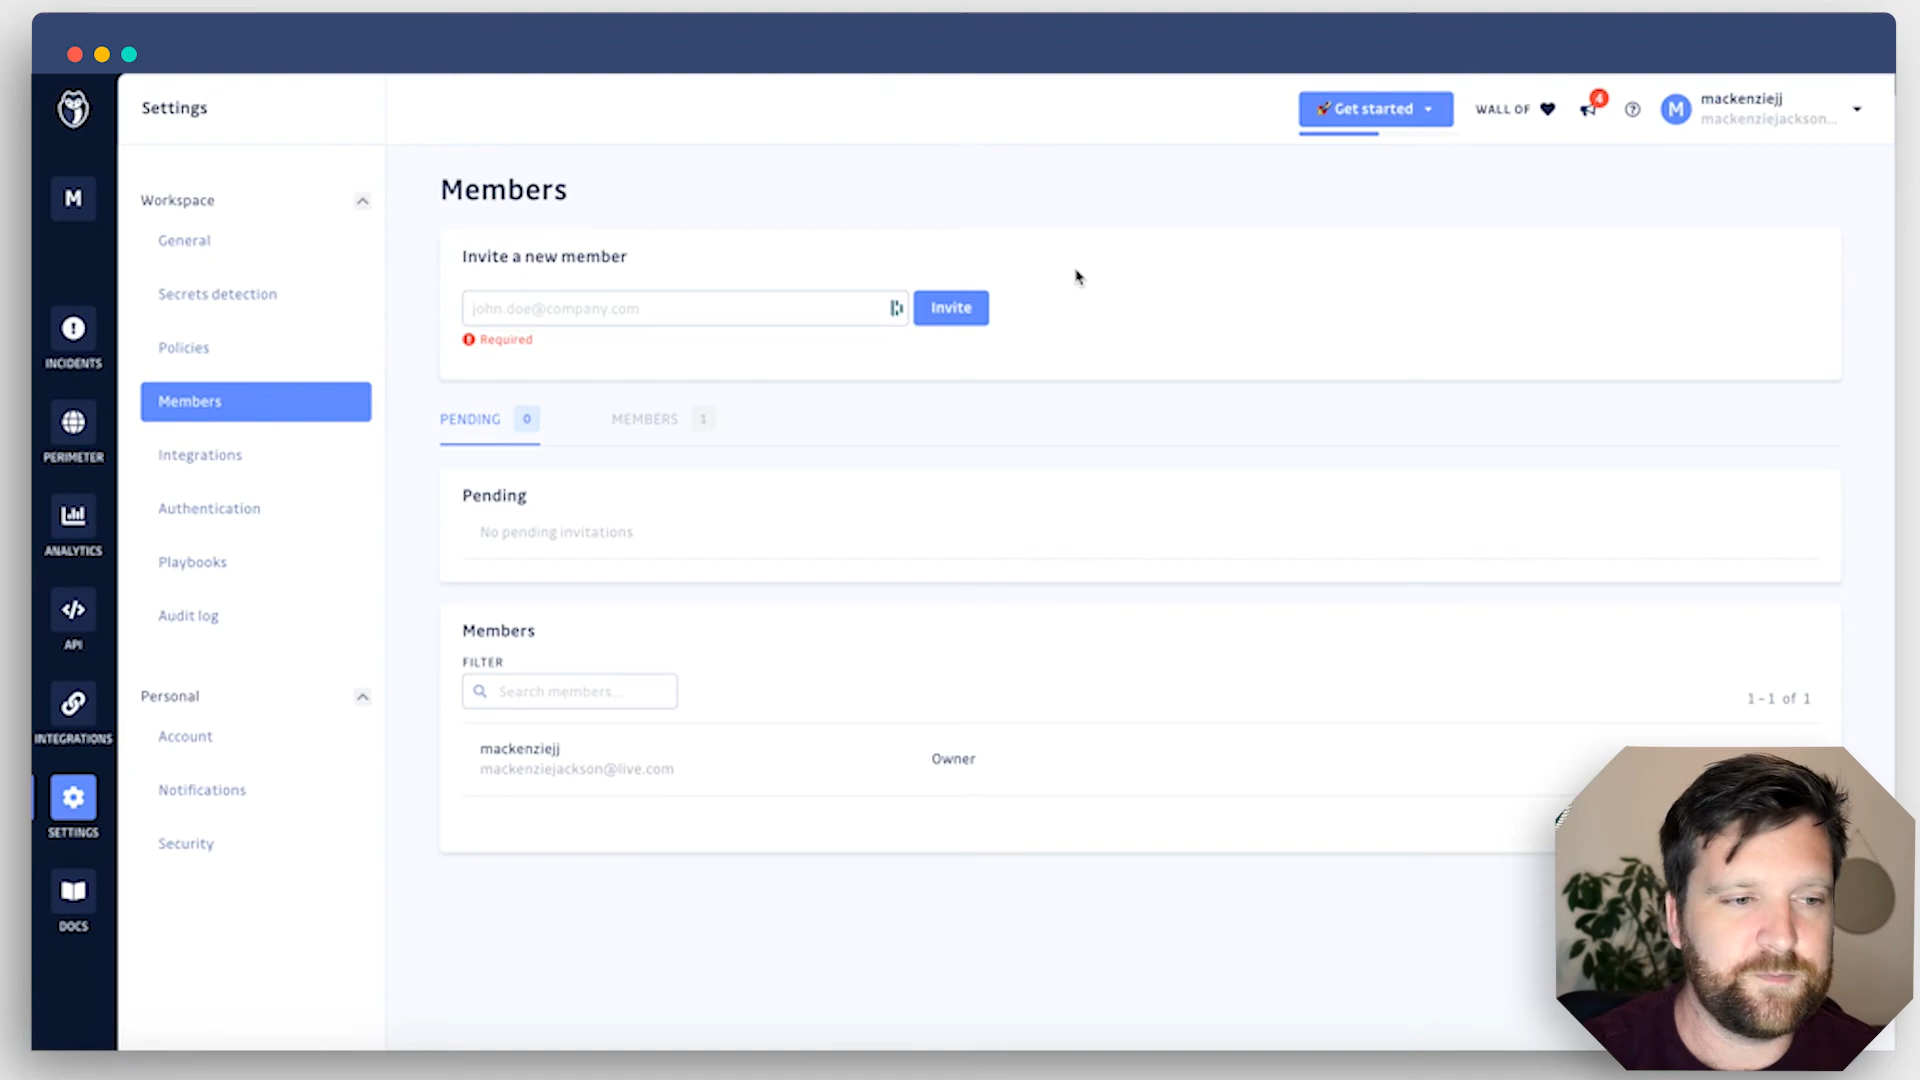 Settings
Get started
WALL OF
4
M
mackenziejj
mackenziejackson...
M
INCIDENTS
PERIMETER
ANALYTICS
API
INTEGRATIONS
SETTINGS
DOCS
Workspace
General
Secrets detection
Policies
Members
Integrations
Authentication
Playbooks
Audit log
Personal
Account
Notifications
Security
Members
Invite a new member
john.doe@company.com
Invite
Required
PENDING 0
MEMBERS 1
Pending
No pending invitations
Members
FILTER
Search members...
1-1 of 1
mackenziejj
mackenziejackson@live.com
Owner